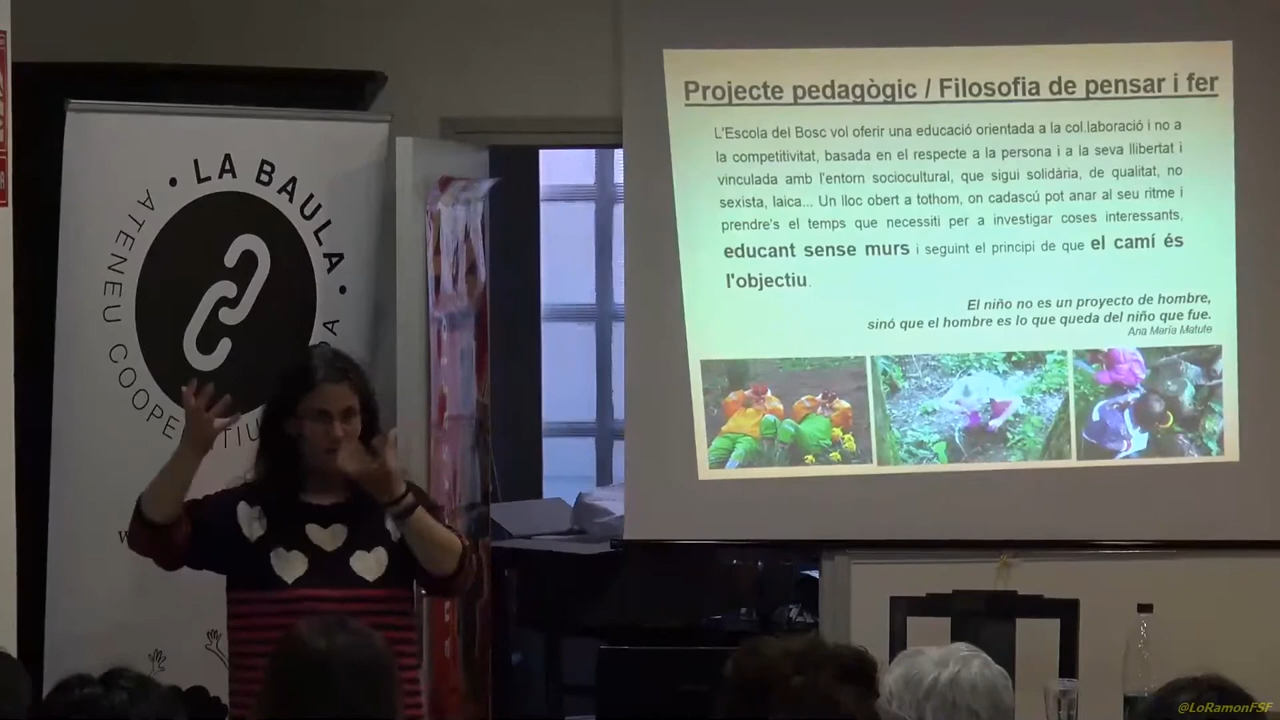 • LA BAULA •
ATENEU COOPE
TIU
Projecte pedagògic / Filosofia de pensar i fer
L'Escola del Bosc vol oferir una educació orientada a la col.laboració i no a
la competitivitat, basada en el respecte a la persona i a la seva llibertat i
vinculada amb l'entorn sociocultural, que sigui solidària, de qualitat, no
sexista, laica... Un lloc obert a tothom, on cadascú pot anar al seu ritme i
prendre's el temps que necessiti per a investigar coses interessants,
educant sense murs i seguint el principi de que el camí és
l'objectiu.
El niño no es un proyecto de hombre,
sinó que el hombre es lo que queda del niño que fue.
Ana María Matute
@LoRamonFSF